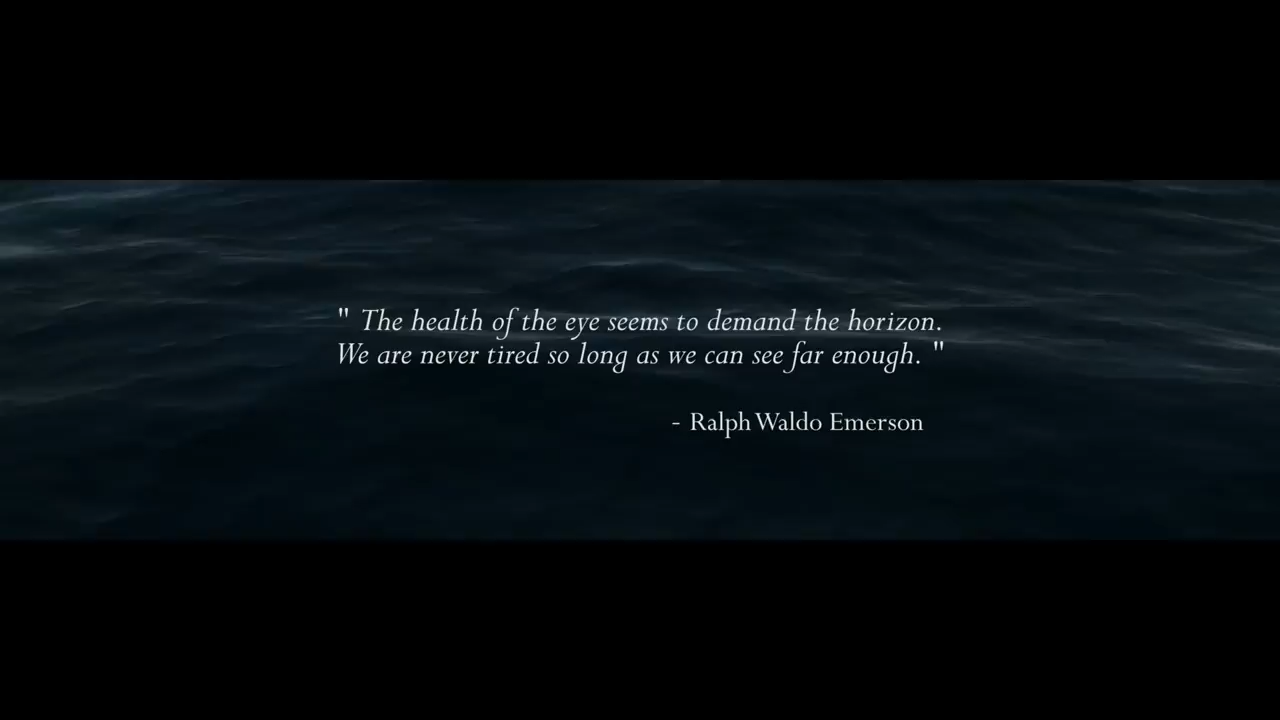 " The health of the eye seems to demand the horizon.
We are never tired so long as we can see far enough. "
- Ralph Waldo Emerson